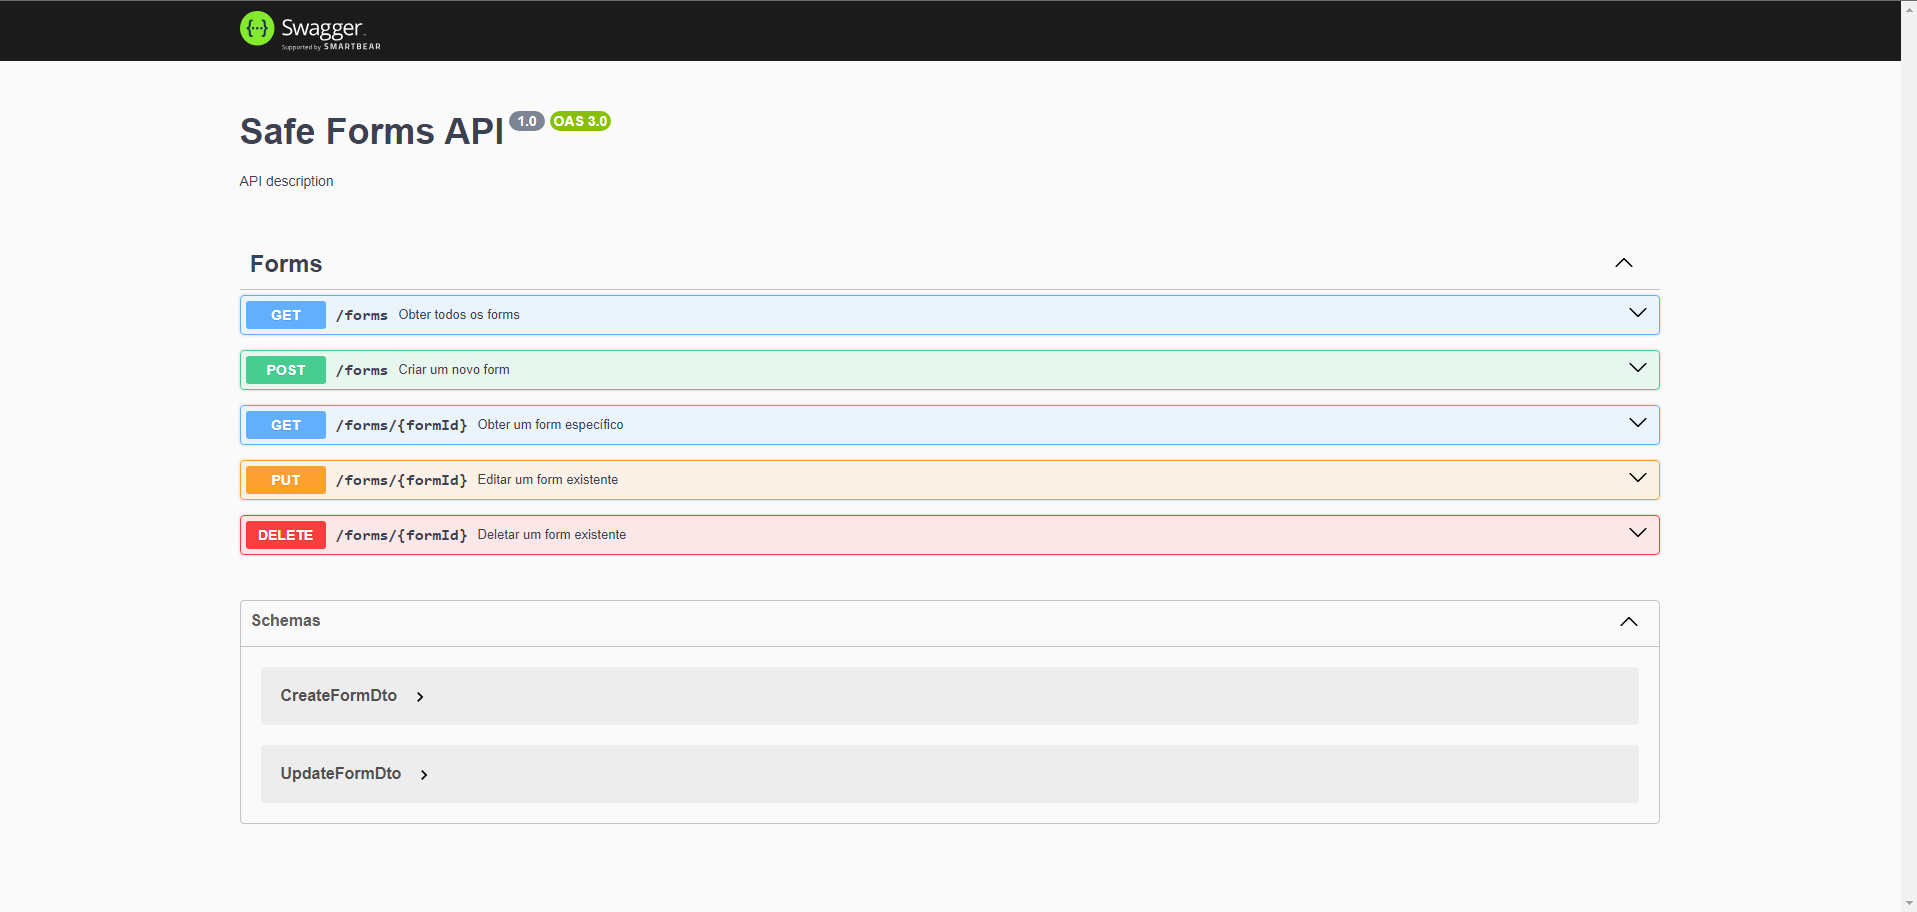 {...} Swagger
Supported by SMARTBEAR
Safe Forms API 1.0 OAS 3.0
API description
Forms
GET /forms Obter todos os forms
POST /forms Criar um novo form
GET /forms/{formId} Obter um form específico
PUT /forms/{formId} Editar um form existente
DELETE /forms/{formId} Deletar um form existente
Schemas
CreateFormDto
UpdateFormDto